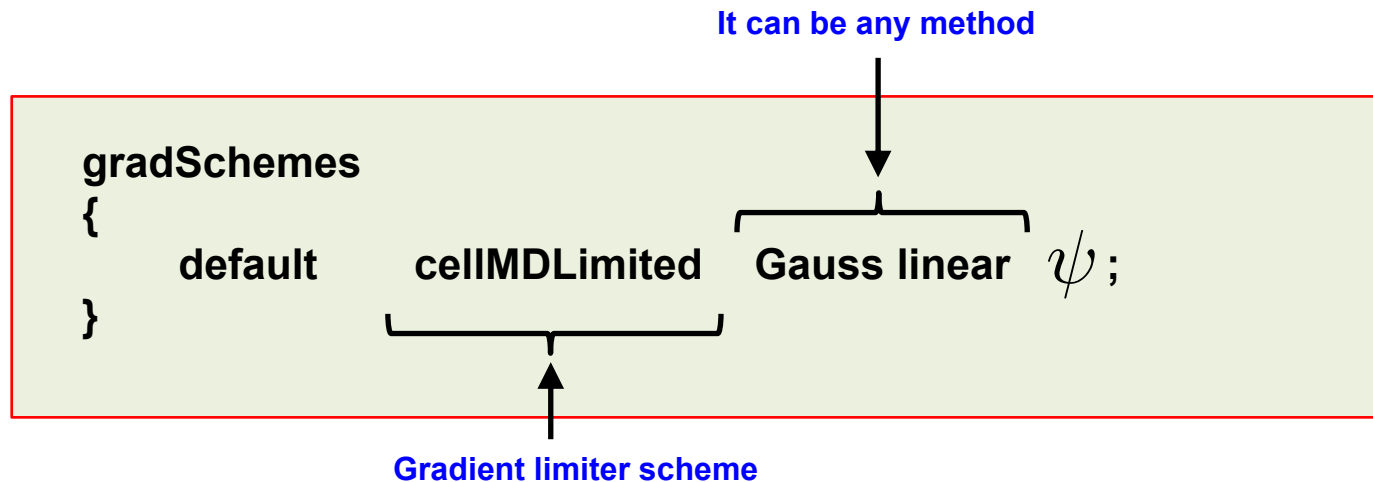 It can be any method
gradSchemes
{
default cellMDLimited Gauss linear ψ ;
}
Gradient limiter scheme